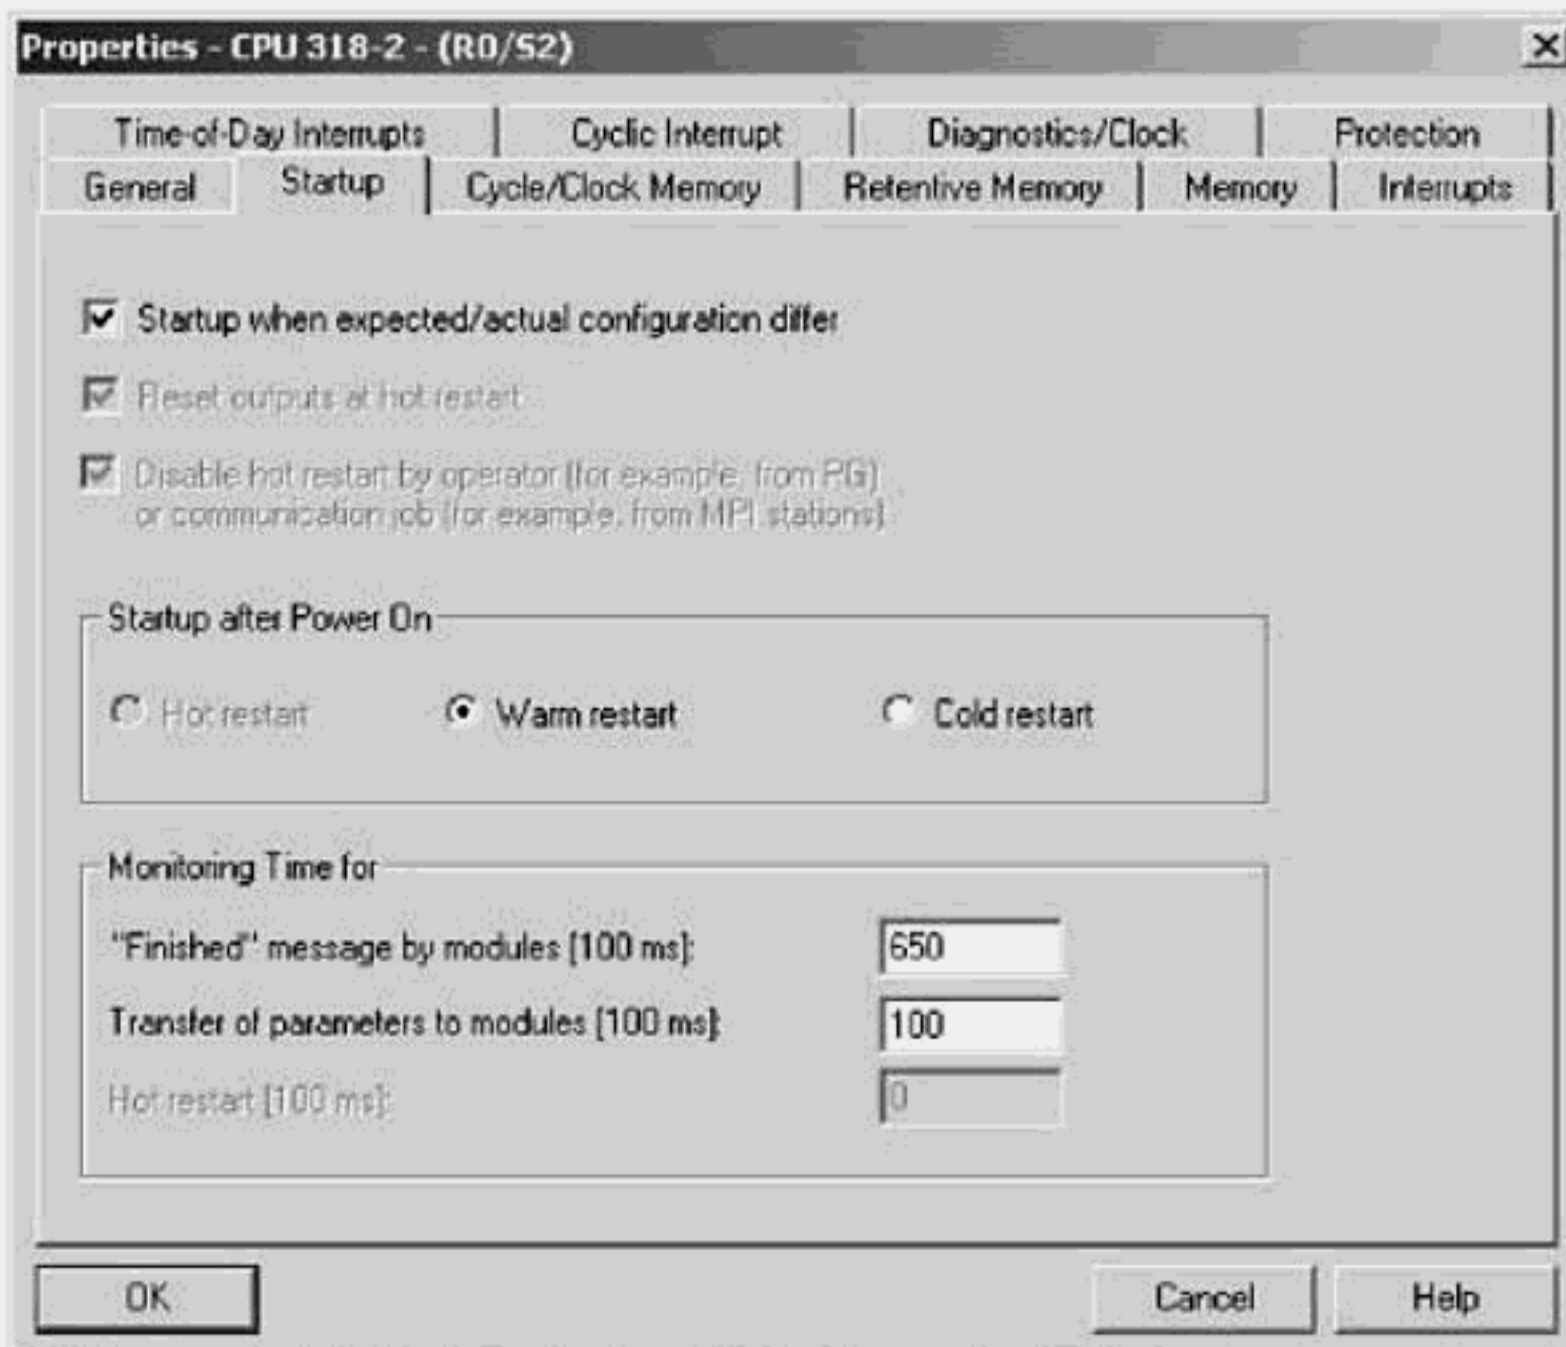 Properties - CPU 318-2 - (R0/S2)
Time-of-Day Interrupts Cyclic Interrupt Diagnostics/Clock Protection
General Startup Cycle/Clock Memory Retentive Memory Memory Interrupts
Startup when expected/actual configuration differ
Reset outputs at hot restart
Disable hot restart by operator (for example, from PG)
or communication job (for example, from MPI stations)
Startup after Power On
Hot restart Warm restart Cold restart
Monitoring Time for
"Finished" message by modules [100 ms]: 650
Transfer of parameters to modules [100 ms]: 100
Hot restart [100 ms]: 0
OK Cancel Help